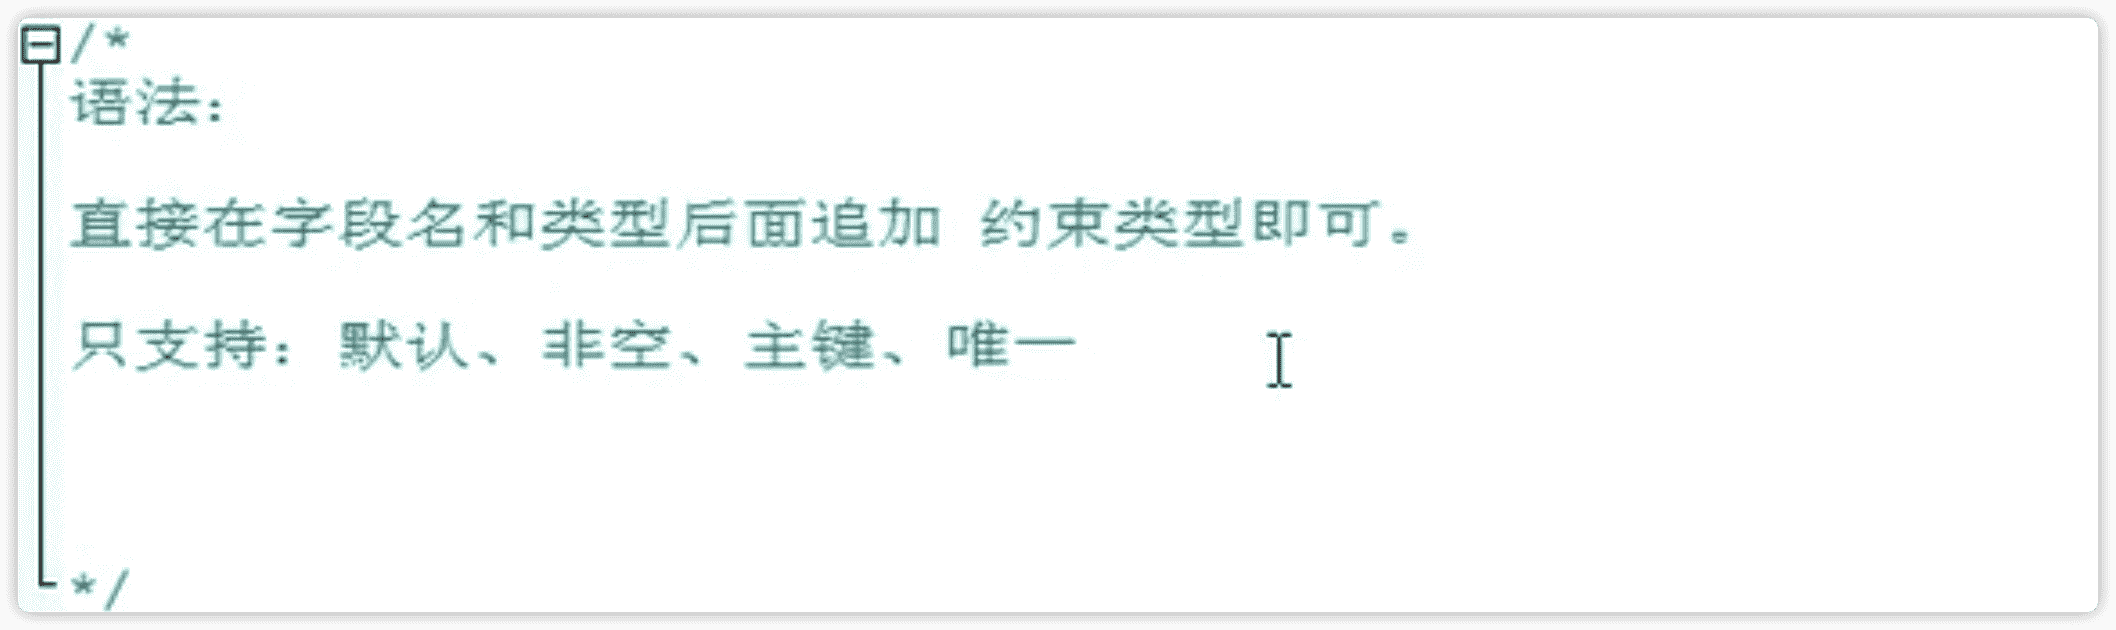 /*
语法：
直接在字段名和类型后面追加 约束类型即可。
只支持：默认、非空、主键、唯一
*/